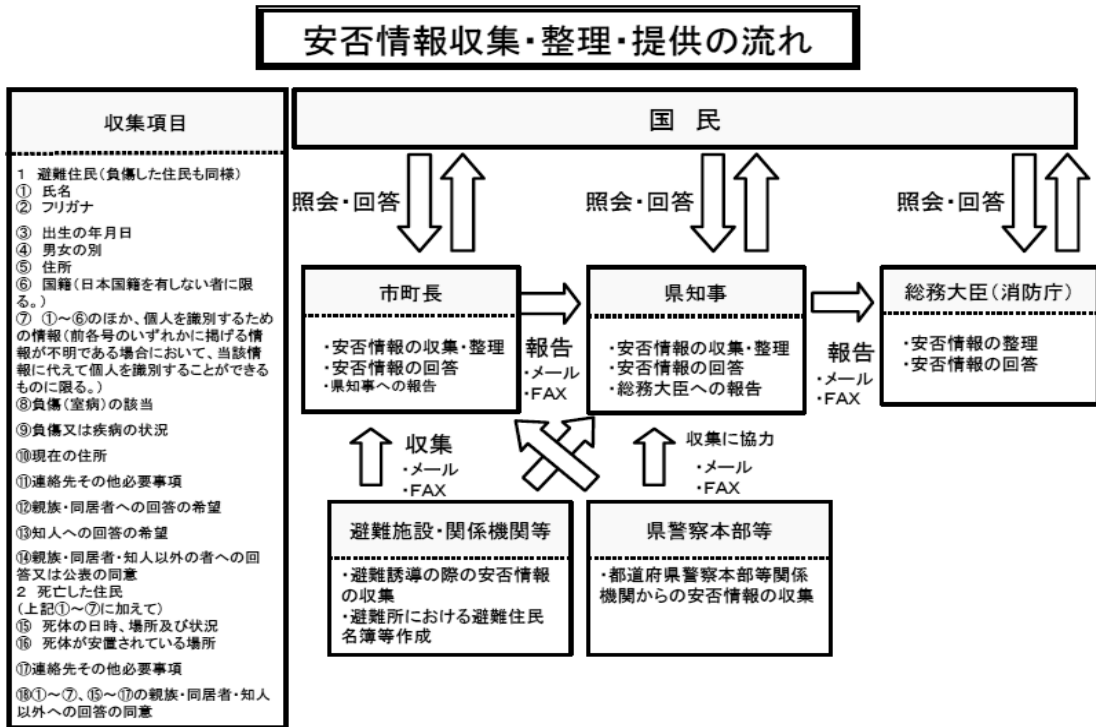 安否情報収集・整理・提供の流れ
収集項目
1 避難住民(負傷した住民も同様)
① 氏名
② フリガナ
③ 出生の年月日
④ 男女の別
⑤ 住所
⑥ 国籍(日本国籍を有しない者に限
る。)
⑦ ①～⑥のほか、個人を識別するため
の情報(前各号のいずれかに掲げる情
報が不明である場合において、当該情
報に代えて個人を識別することができる
ものに限る。)
⑧負傷(室病)の該当
⑨負傷又は疾病の状況
⑩現在の住所
⑪連絡先その他必要事項
⑫親族・同居者への回答の希望
⑬知人への回答の希望
⑭親族・同居者・知人以外の者への回
答又は公表の同意
2 死亡した住民
(上記①～⑦に加えて)
⑮ 死体の日時、場所及び状況
⑯ 死体が安置されている場所
⑰連絡先その他必要事項
⑱①～⑦、⑮～⑰の親族・同居者・知人
以外への回答の同意
国 民
照会・回答
照会・回答
照会・回答
市町長
・安否情報の収集・整理
・安否情報の回答
・県知事への報告
報告
・メール
・FAX
県知事
・安否情報の収集・整理
・安否情報の回答
・総務大臣への報告
報告
・メール
・FAX
総務大臣(消防庁)
・安否情報の整理
・安否情報の回答
収集
・メール
・FAX
収集に協力
・メール
・FAX
避難施設・関係機関等
・避難誘導の際の安否情報
の収集
・避難所における避難住民
名簿等作成
県警察本部等
・都道府県警察本部等関係
機関からの安否情報の収集